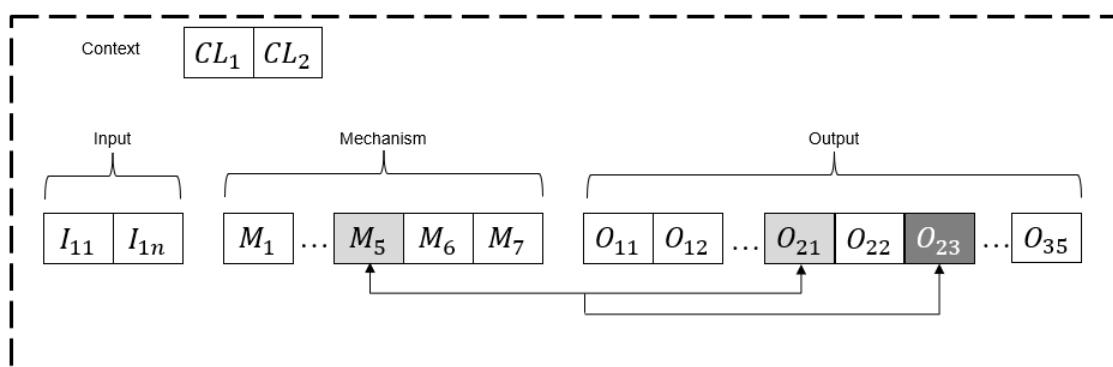 Context CL₁ CL₂
Input Mechanism Output
I₁₁ I₁ₙ M₁ … M₅ M₆ M₇ O₁₁ O₁₂ … O₂₁ O₂₂ O₂₃ … O₃₅